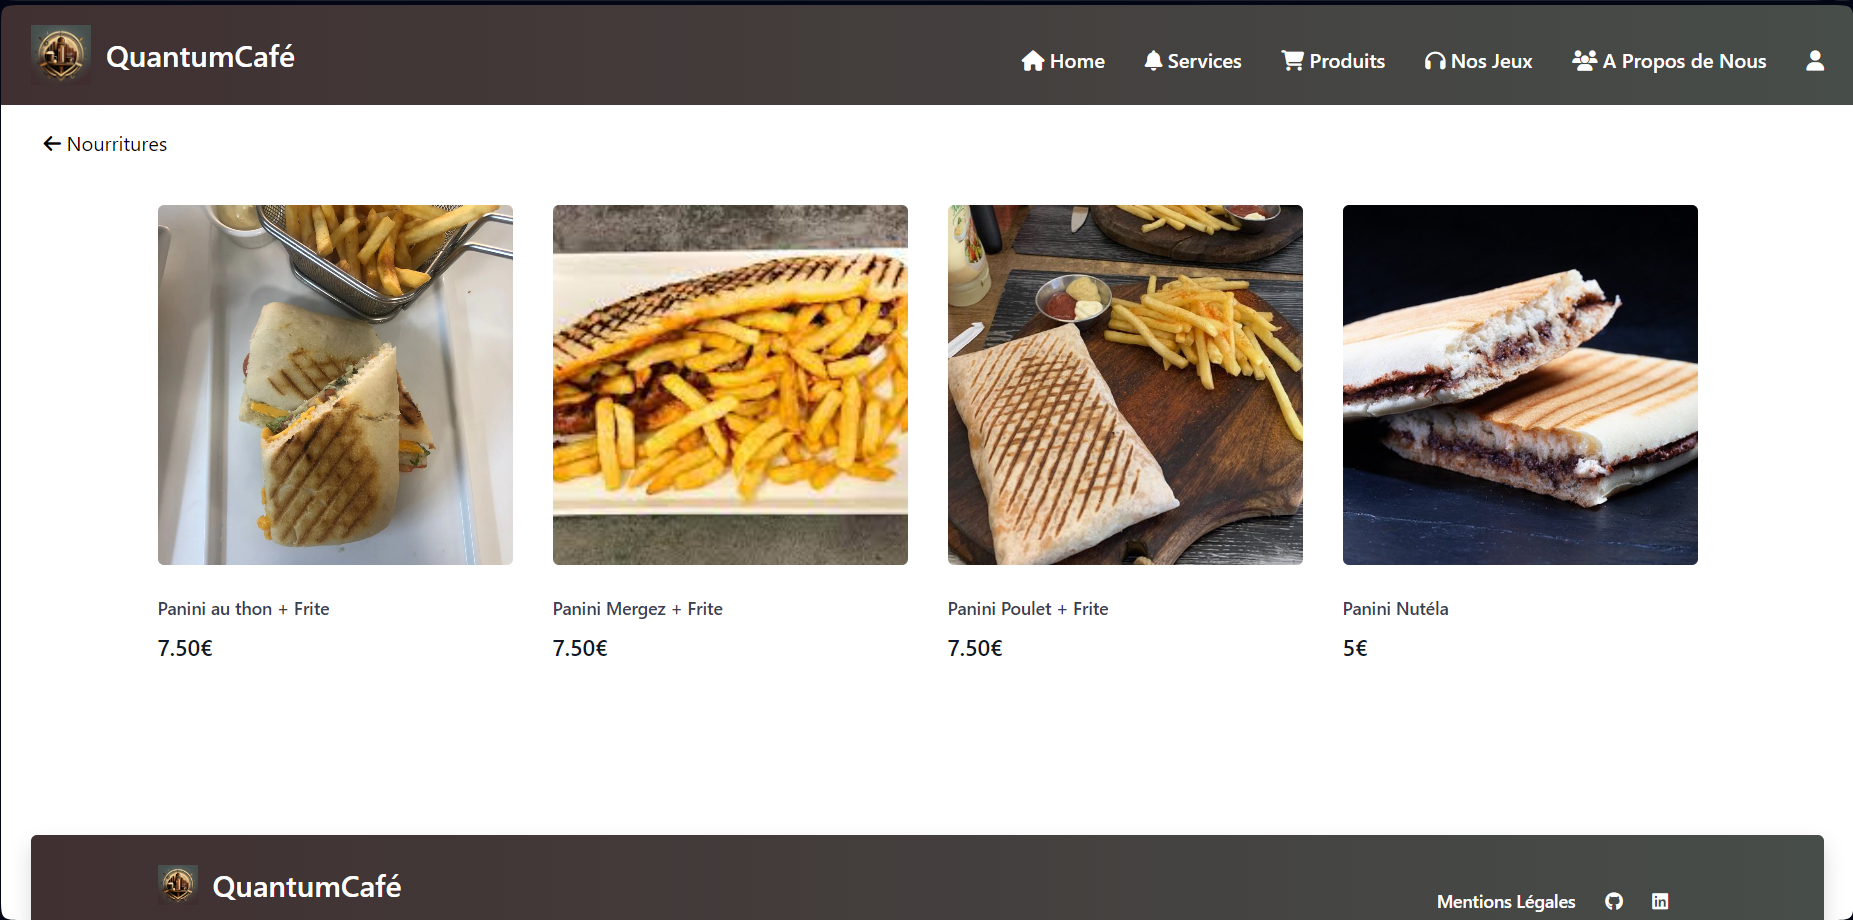 QuantumCafé
Home Services Produits Nos Jeux A Propos de Nous
Nourritures
Panini au thon + Frite
7.50€
Panini Mergez + Frite
7.50€
Panini Poulet + Frite
7.50€
Panini Nutéla
5€
QuantumCafé
Mentions Légales